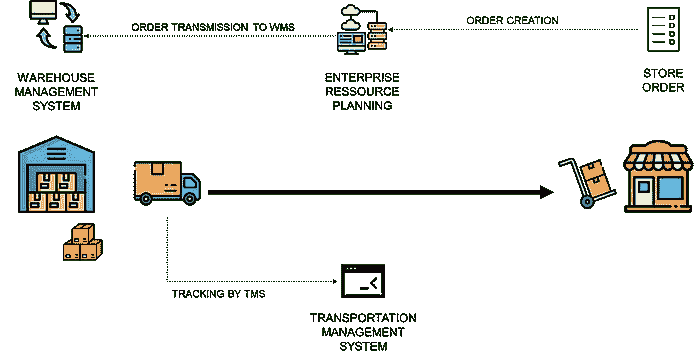 ORDER TRANSMISSION TO WMS
ORDER CREATION
WAREHOUSE
MANAGEMENT
SYSTEM
ENTERPRISE
RESSOURCE
PLANNING
STORE
ORDER
TRACKING BY TMS
TRANSPORTATION
MANAGEMENT
SYSTEM